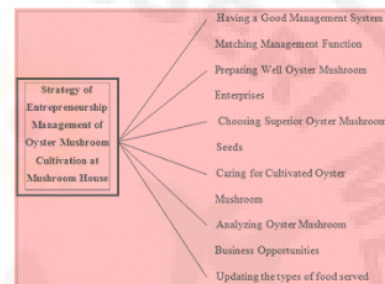 Strategy of
Entrepreneurship
Management of
Oyster Mushroom
Cultivation at
Mushroom House
Having a Good Management System
Matching Management Function
Preparing Well Oyster Mushroom
Enterprises
Choosing Superior Oyster Mushroom
Seeds
Caring for Cultivated Oyster
Mushroom
Analyzing Oyster Mushroom
Business Opportunities
Updating the types of food served